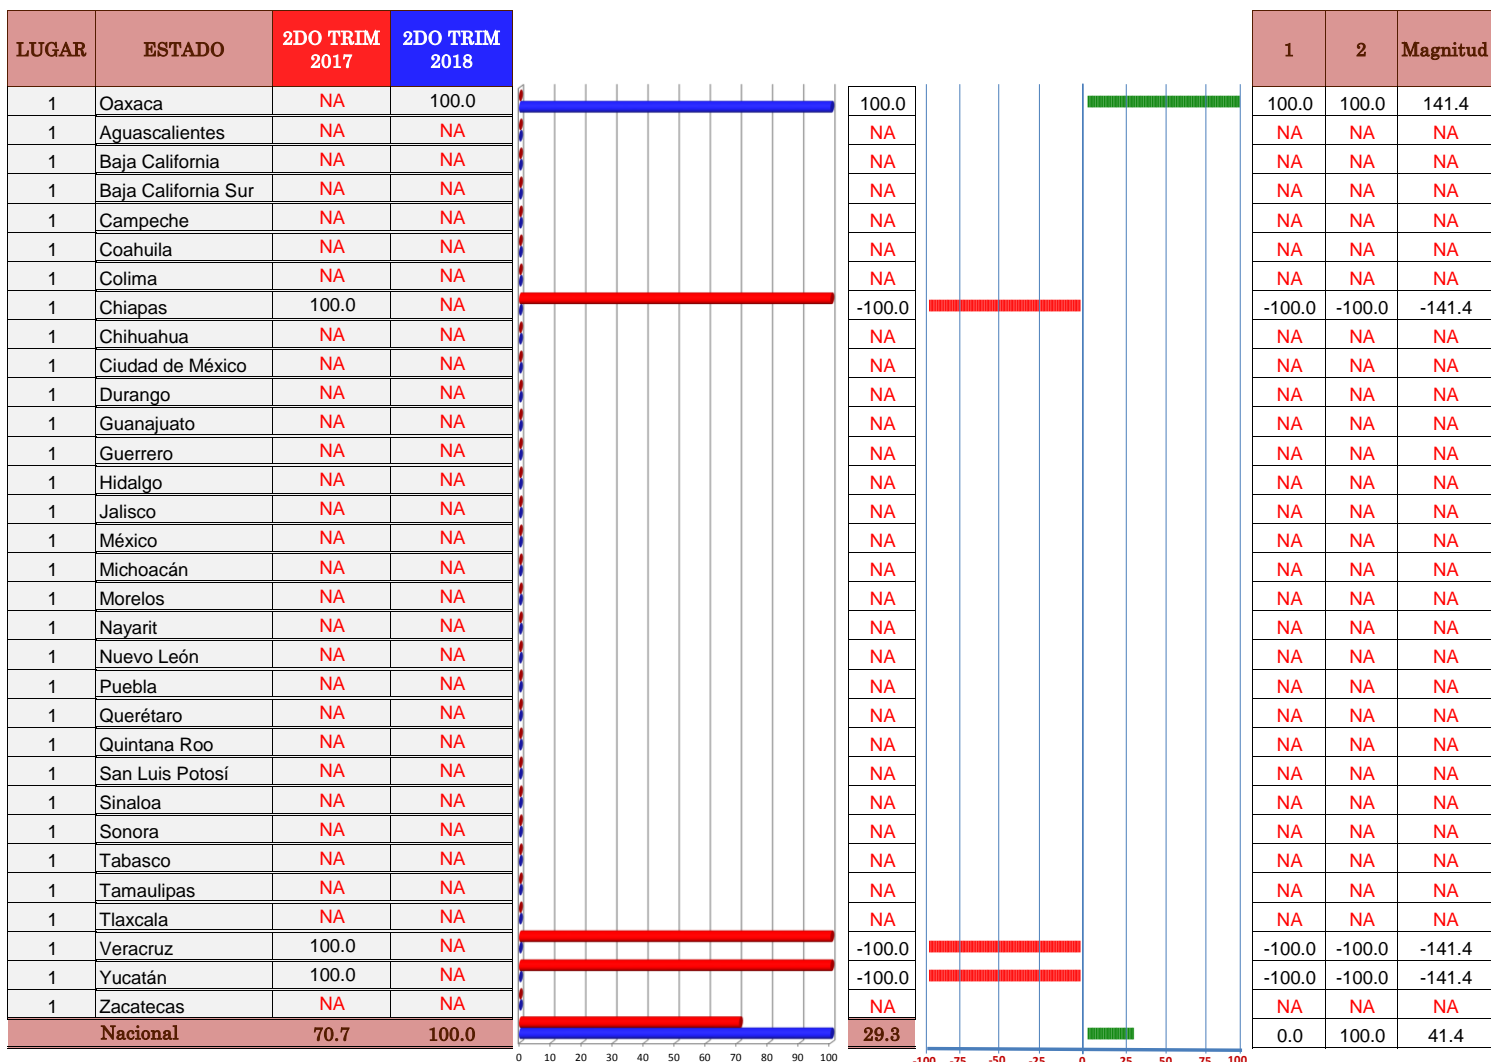 LUGAR ESTADO 2DO TRIM 2017 2DO TRIM 2018 1 2 Magnitud
1 Oaxaca NA 100.0 100.0 100.0 100.0 141.4
1 Aguascalientes NA NA NA NA NA NA
1 Baja California NA NA NA NA NA NA
1 Baja California Sur NA NA NA NA NA NA
1 Campeche NA NA NA NA NA NA
1 Coahuila NA NA NA NA NA NA
1 Colima NA NA NA NA NA NA
1 Chiapas 100.0 NA -100.0 -100.0 -100.0 -141.4
1 Chihuahua NA NA NA NA NA NA
1 Ciudad de México NA NA NA NA NA NA
1 Durango NA NA NA NA NA NA
1 Guanajuato NA NA NA NA NA NA
1 Guerrero NA NA NA NA NA NA
1 Hidalgo NA NA NA NA NA NA
1 Jalisco NA NA NA NA NA NA
1 México NA NA NA NA NA NA
1 Michoacán NA NA NA NA NA NA
1 Morelos NA NA NA NA NA NA
1 Nayarit NA NA NA NA NA NA
1 Nuevo León NA NA NA NA NA NA
1 Puebla NA NA NA NA NA NA
1 Querétaro NA NA NA NA NA NA
1 Quintana Roo NA NA NA NA NA NA
1 San Luis Potosí NA NA NA NA NA NA
1 Sinaloa NA NA NA NA NA NA
1 Sonora NA NA NA NA NA NA
1 Tabasco NA NA NA NA NA NA
1 Tamaulipas NA NA NA NA NA NA
1 Tlaxcala NA NA NA NA NA NA
1 Veracruz 100.0 NA -100.0 -100.0 -100.0 -141.4
1 Yucatán 100.0 NA -100.0 -100.0 -100.0 -141.4
1 Zacatecas NA NA NA NA NA NA
Nacional 70.7 100.0 29.3 0.0 100.0 41.4
0 10 20 30 40 50 60 70 80 90 100 -100 -75 -50 -25 0 25 50 75 100